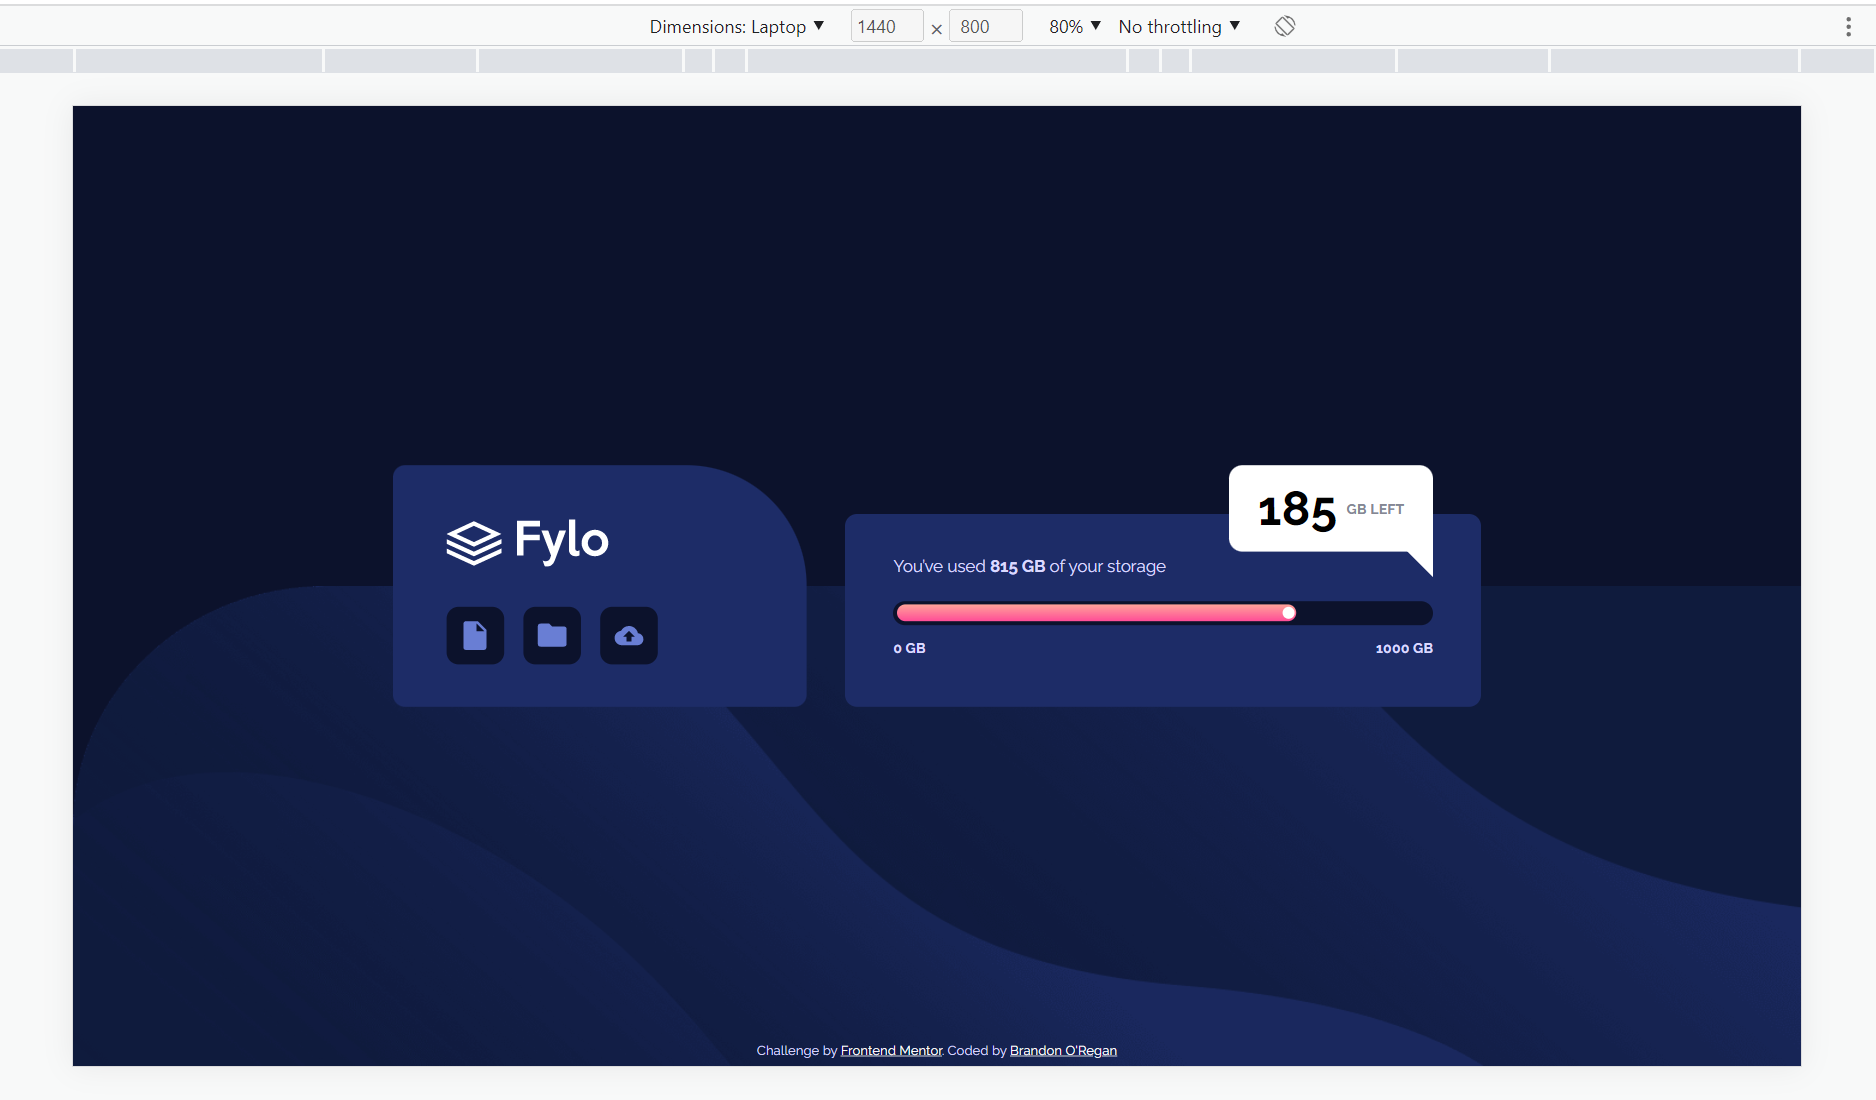 Dimensions: Laptop ▼ 1440 × 800 80% ▼ No throttling ▼
Fylo
185 GB LEFT
You've used 815 GB of your storage
0 GB 1000 GB
Challenge by Frontend Mentor. Coded by Brandon O'Regan